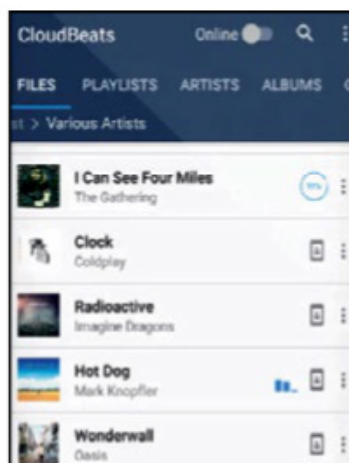 CloudBeats Online
FILES PLAYLISTS ARTISTS ALBUMS
st > Various Artists
I Can See Four Miles
The Gathering
Clock
Coldplay
Radioactive
Imagine Dragons
Hot Dog
Mark Knopfler
Wonderwall
Oasis